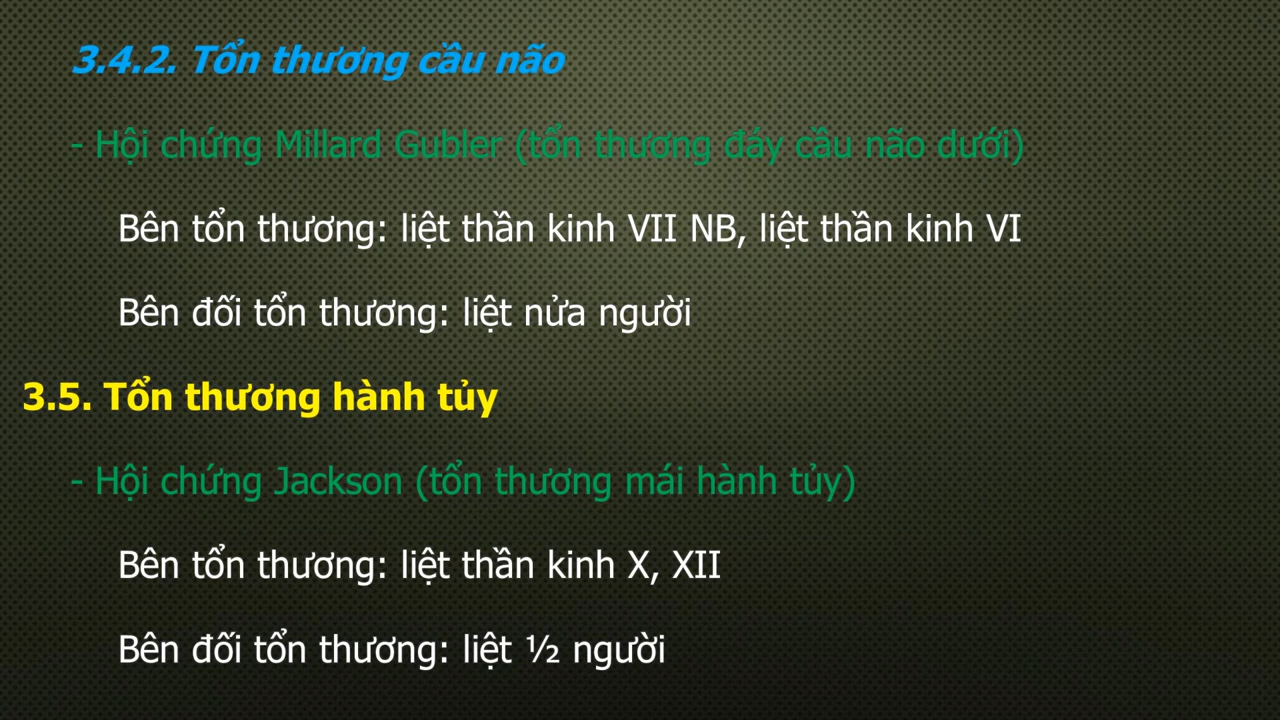 3.4.2. Tổn thương cầu não
- Hội chứng Millard Gubler (tổn thương đáy cầu não dưới)
Bên tổn thương: liệt thần kinh VII NB, liệt thần kinh VI
Bên đối tổn thương: liệt nửa người
3.5. Tổn thương hành tủy
- Hội chứng Jackson (tổn thương mái hành tủy)
Bên tổn thương: liệt thần kinh X, XII
Bên đối tổn thương: liệt ½ người